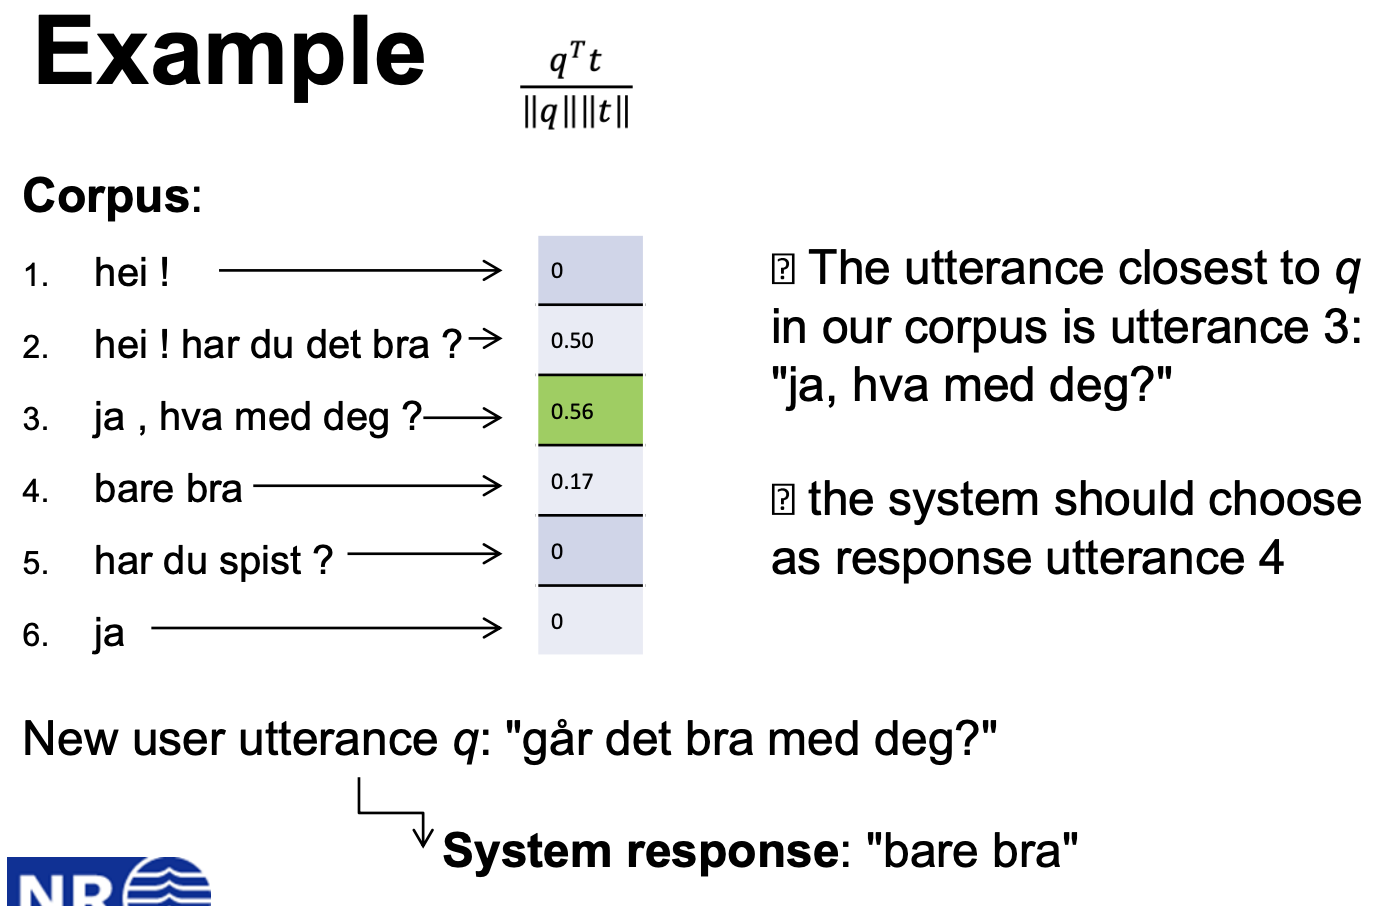 Example
qᵀt
‖q‖‖t‖
Corpus:
1. hei !
2. hei ! har du det bra ?
3. ja , hva med deg ?
4. bare bra
5. har du spist ?
6. ja
0
0.50
0.56
0.17
0
0
The utterance closest to q
in our corpus is utterance 3:
"ja, hva med deg?"
the system should choose
as response utterance 4
New user utterance q: "går det bra med deg?"
System response: "bare bra"
NR